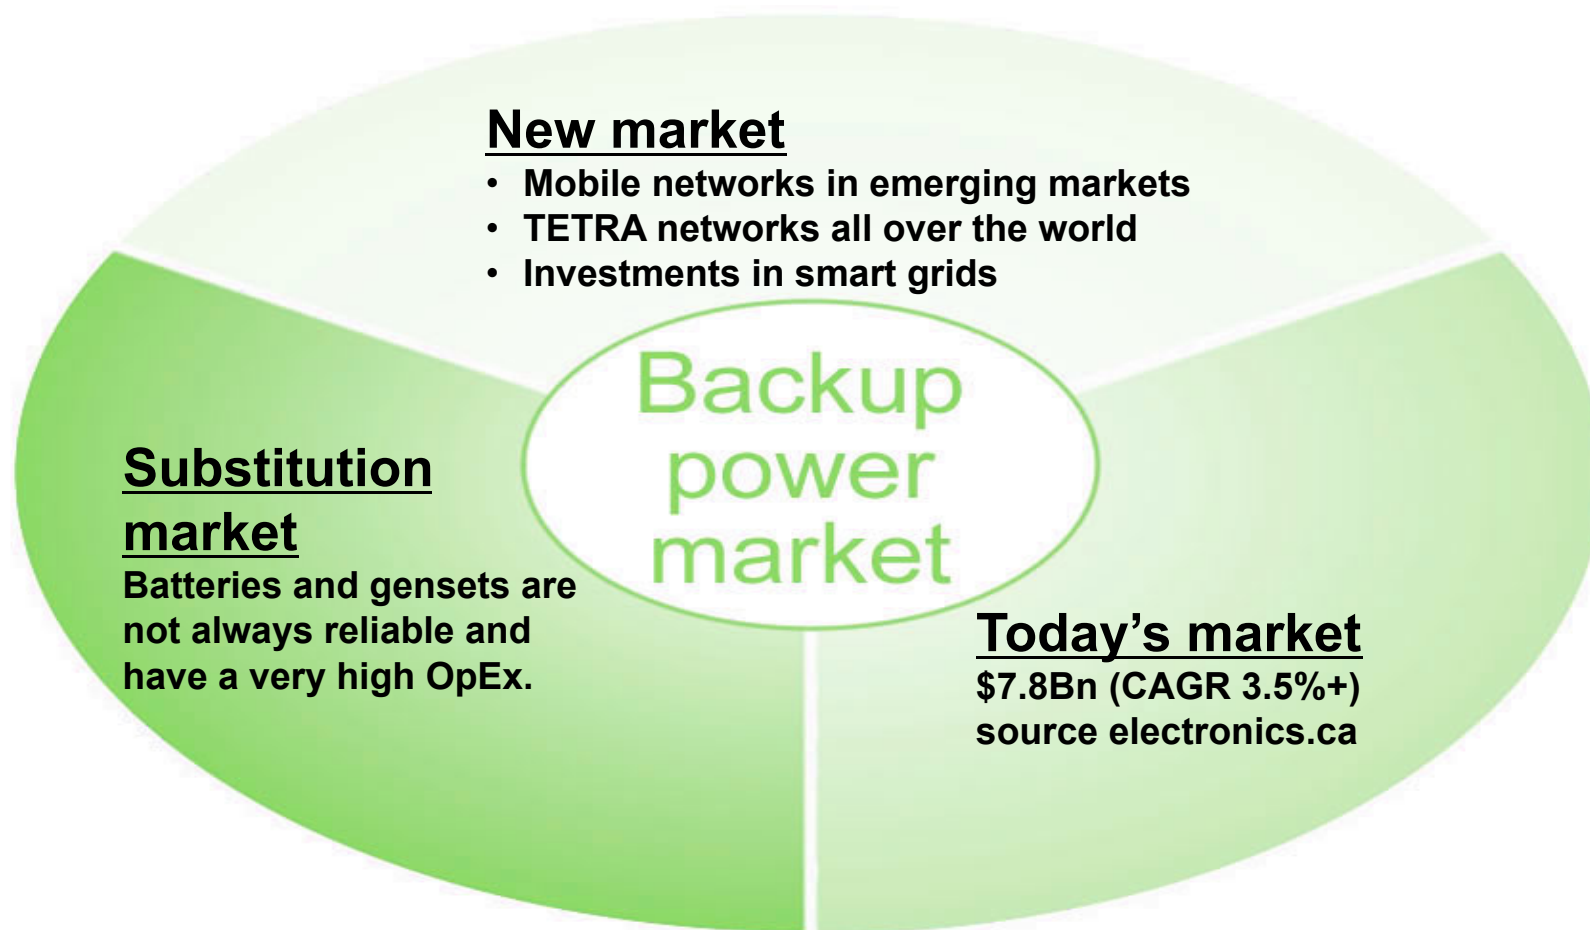 New market
• Mobile networks in emerging markets
• TETRA networks all over the world
• Investments in smart grids
Backup
power
market
Substitution
market
Batteries and gensets are
not always reliable and
have a very high OpEx.
Today’s market
$7.8Bn (CAGR 3.5%+)
source electronics.ca